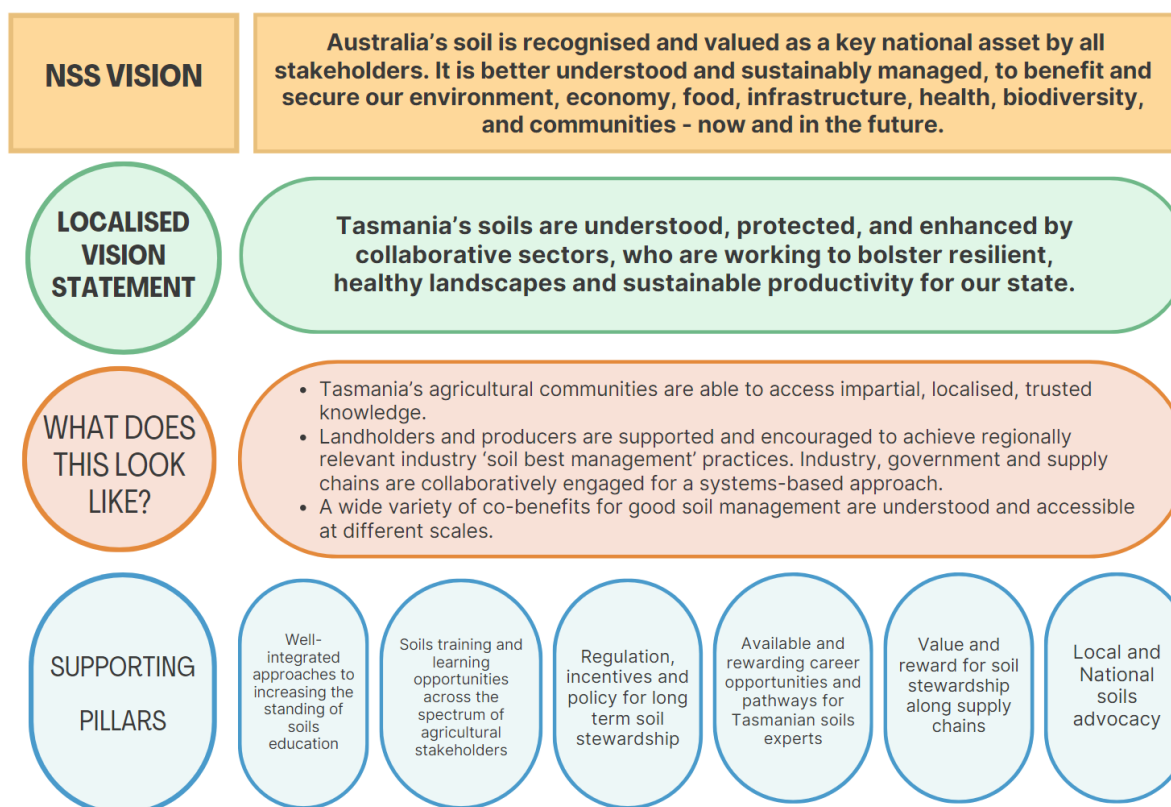 NSS VISION
Australia's soil is recognised and valued as a key national asset by all
stakeholders. It is better understood and sustainably managed, to benefit and
secure our environment, economy, food, infrastructure, health, biodiversity,
and communities - now and in the future.
LOCALISED
VISION
STATEMENT
Tasmania's soils are understood, protected, and enhanced by
collaborative sectors, who are working to bolster resilient,
healthy landscapes and sustainable productivity for our state.
WHAT DOES
THIS LOOK
LIKE?
• Tasmania's agricultural communities are able to access impartial, localised, trusted
knowledge.
• Landholders and producers are supported and encouraged to achieve regionally
relevant industry 'soil best management' practices. Industry, government and supply
chains are collaboratively engaged for a systems-based approach.
• A wide variety of co-benefits for good soil management are understood and accessible
at different scales.
SUPPORTING
PILLARS
Well-
integrated
approaches to
increasing the
standing of
soils
education
Soils training and
learning
opportunities
across the
spectrum of
agricultural
stakeholders
Regulation,
incentives and
policy for long
term soil
stewardship
Available and
rewarding career
opportunities and
pathways for
Tasmanian soils
experts
Value and
reward for soil
stewardship
along supply
chains
Local and
National
soils
advocacy